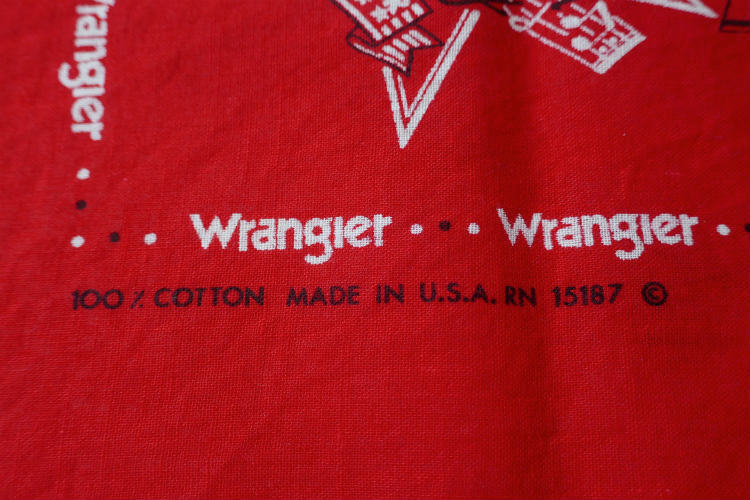 Wrangler
Wrangler Wrangler
100% COTTON MADE IN U.S.A. RN 15187 ©